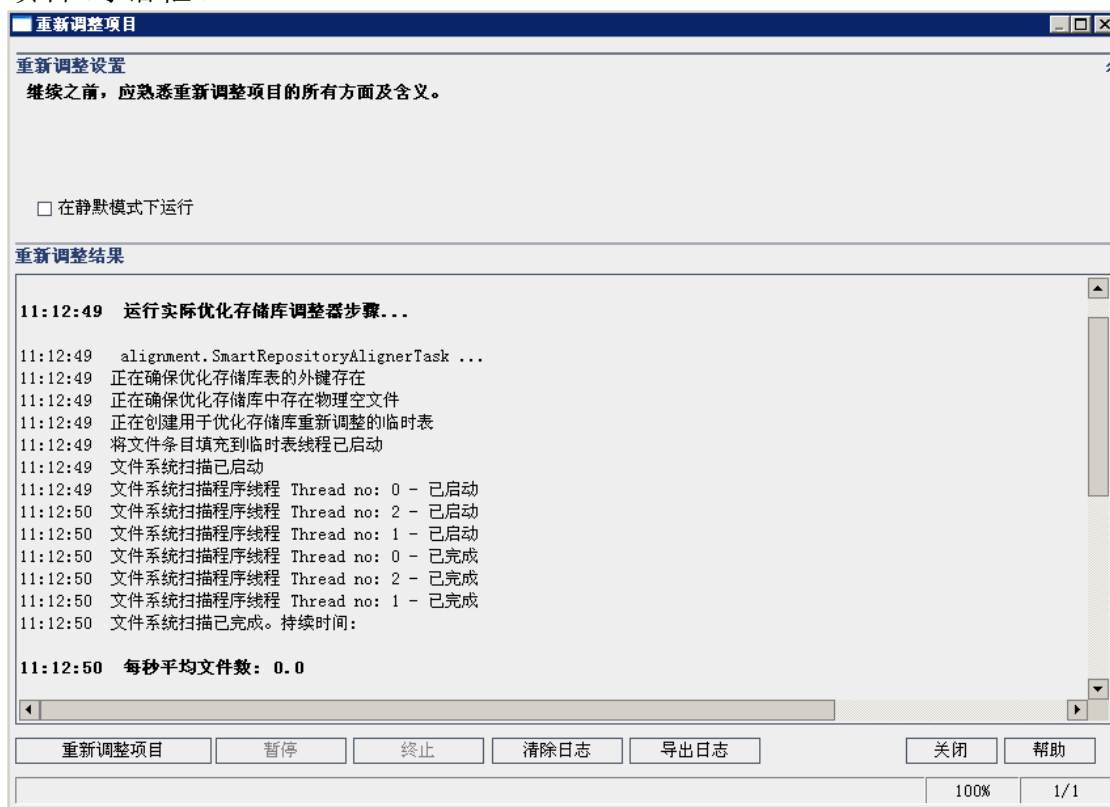 重新调整项目
重新调整设置
继续之前，应熟悉重新调整项目的所有方面及含义。
在静默模式下运行
重新调整结果
11:12:49 运行实际优化存储库调整器步骤...
11:12:49 alignment.SmartRepositoryAlignerTask ...
11:12:49 正在确保优化存储库表的外键存在
11:12:49 正在确保优化存储库中存在物理空文件
11:12:49 正在创建用于优化存储库重新调整的临时表
11:12:49 将文件条目填充到临时表线程已启动
11:12:49 文件系统扫描已启动
11:12:49 文件系统扫描程序线程 Thread no: 0 - 已启动
11:12:50 文件系统扫描程序线程 Thread no: 2 - 已启动
11:12:50 文件系统扫描程序线程 Thread no: 1 - 已启动
11:12:50 文件系统扫描程序线程 Thread no: 0 - 已完成
11:12:50 文件系统扫描程序线程 Thread no: 2 - 已完成
11:12:50 文件系统扫描程序线程 Thread no: 1 - 已完成
11:12:50 文件系统扫描已完成。持续时间:
11:12:50 每秒平均文件数: 0.0
重新调整项目 暂停 终止 清除日志 导出日志 关闭 帮助
100% 1/1